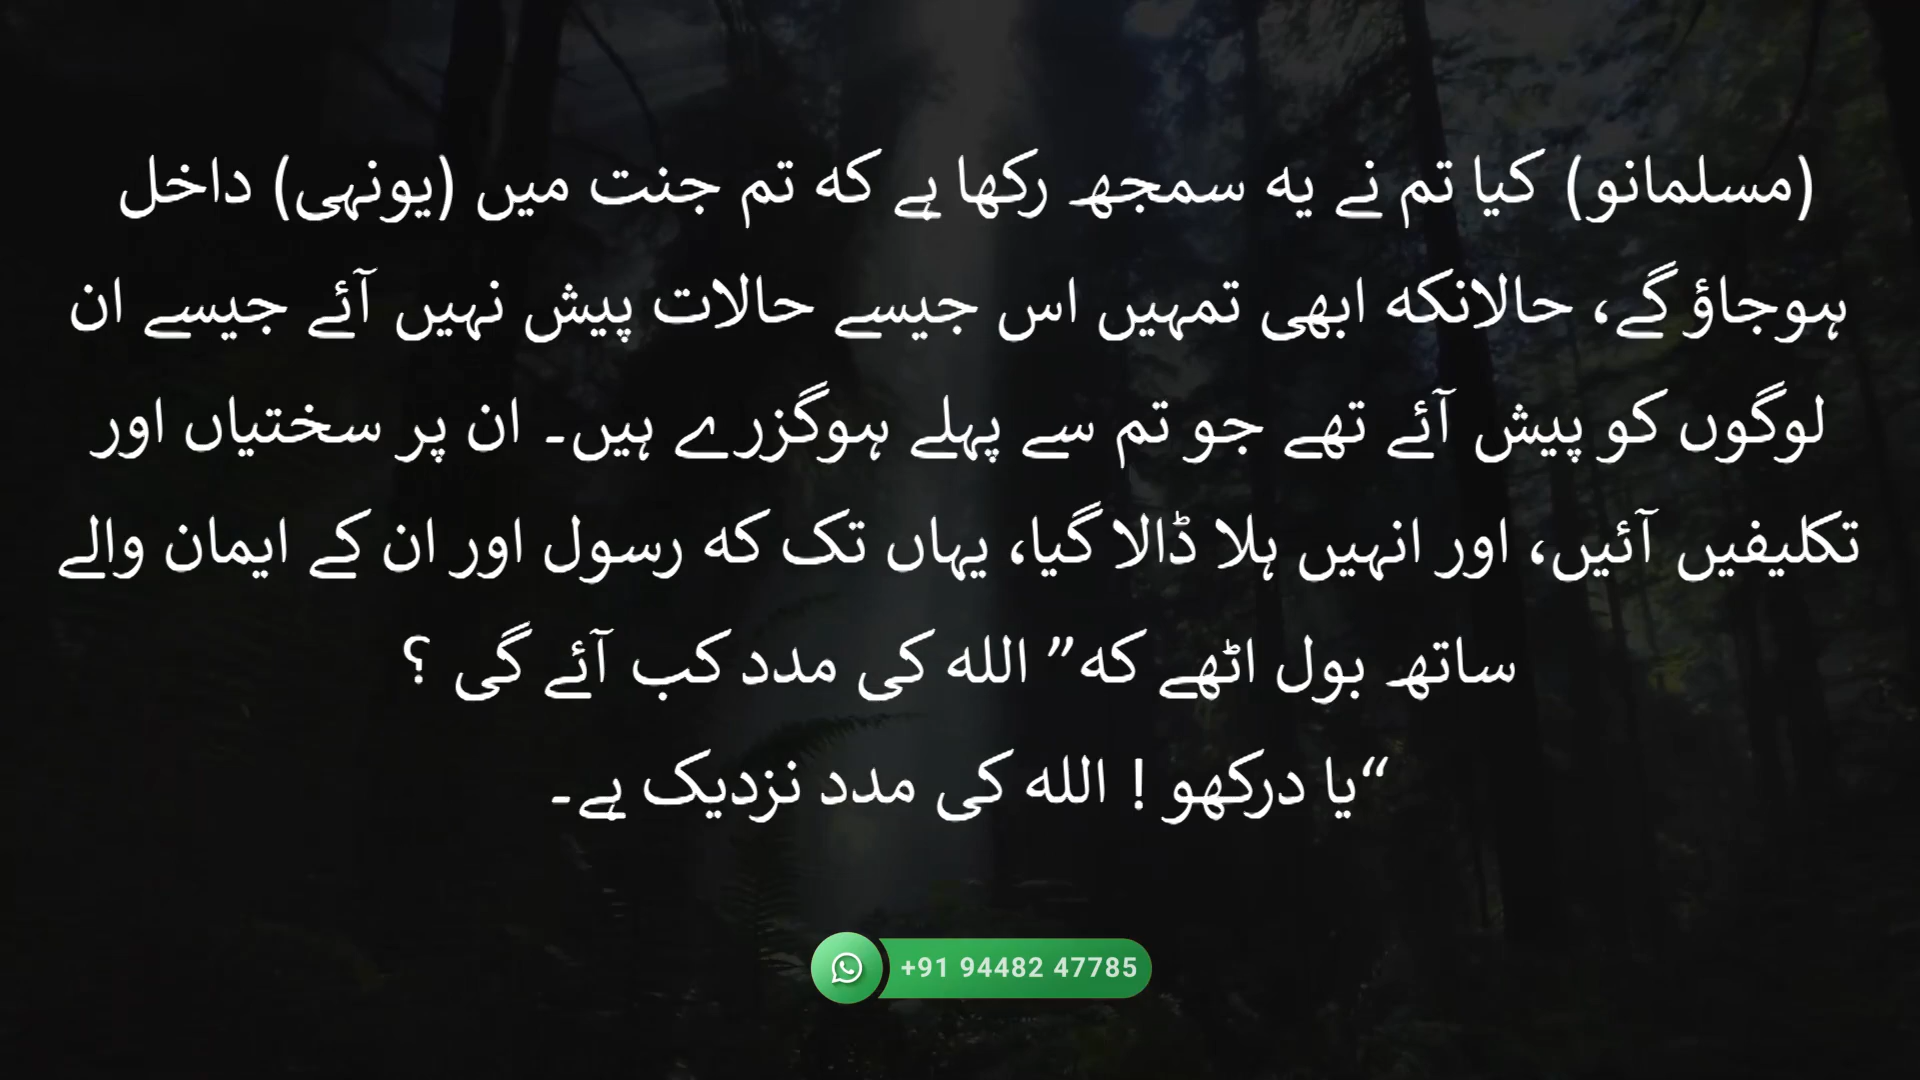 (مسلمانو) کیا تم نے یہ سمجھ رکھا ہے کہ تم جنت میں (یونہی) داخل
ہوجاؤ گے، حالانکہ ابھی تمہیں اس جیسے حالات پیش نہیں آئے جیسے ان
لوگوں کو پیش آئے تھے جو تم سے پہلے ہوگزرے ہیں۔ ان پر سختیاں اور
تکلیفیں آئیں، اور انہیں ہلا ڈالا گیا، یہاں تک کہ رسول اور ان کے ایمان والے
ساتھ بول اٹھے کہ” اللہ کی مدد کب آئے گی ؟
“یا درکھو ! اللہ کی مدد نزدیک ہے۔
+91 94482 47785